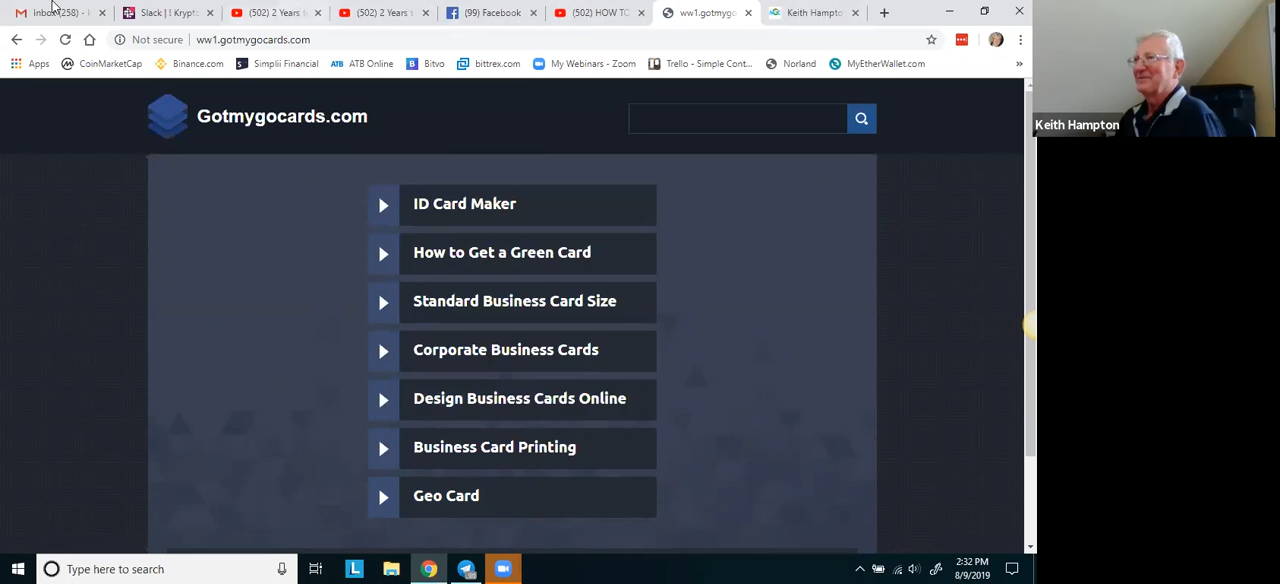 Inbox (258) - k
Slack | ! Krypto
(502) 2 Years t
(502) 2 Years t
(99) Facebook
(502) HOW TO
ww1.gotmygo
Keith Hampto
Not secure
ww1.gotmygocards.com
Apps
CoinMarketCap
Binance.com
Simplii Financial
ATB
ATB Online
Bitvo
bittrex.com
My Webinars - Zoom
Trello - Simple Cont...
Norland
MyEtherWallet.com
»
Keith Hampton
Gotmygocards.com
ID Card Maker
How to Get a Green Card
Standard Business Card Size
Corporate Business Cards
Design Business Cards Online
Business Card Printing
Geo Card
Type here to search
2:32 PM
8/9/2019